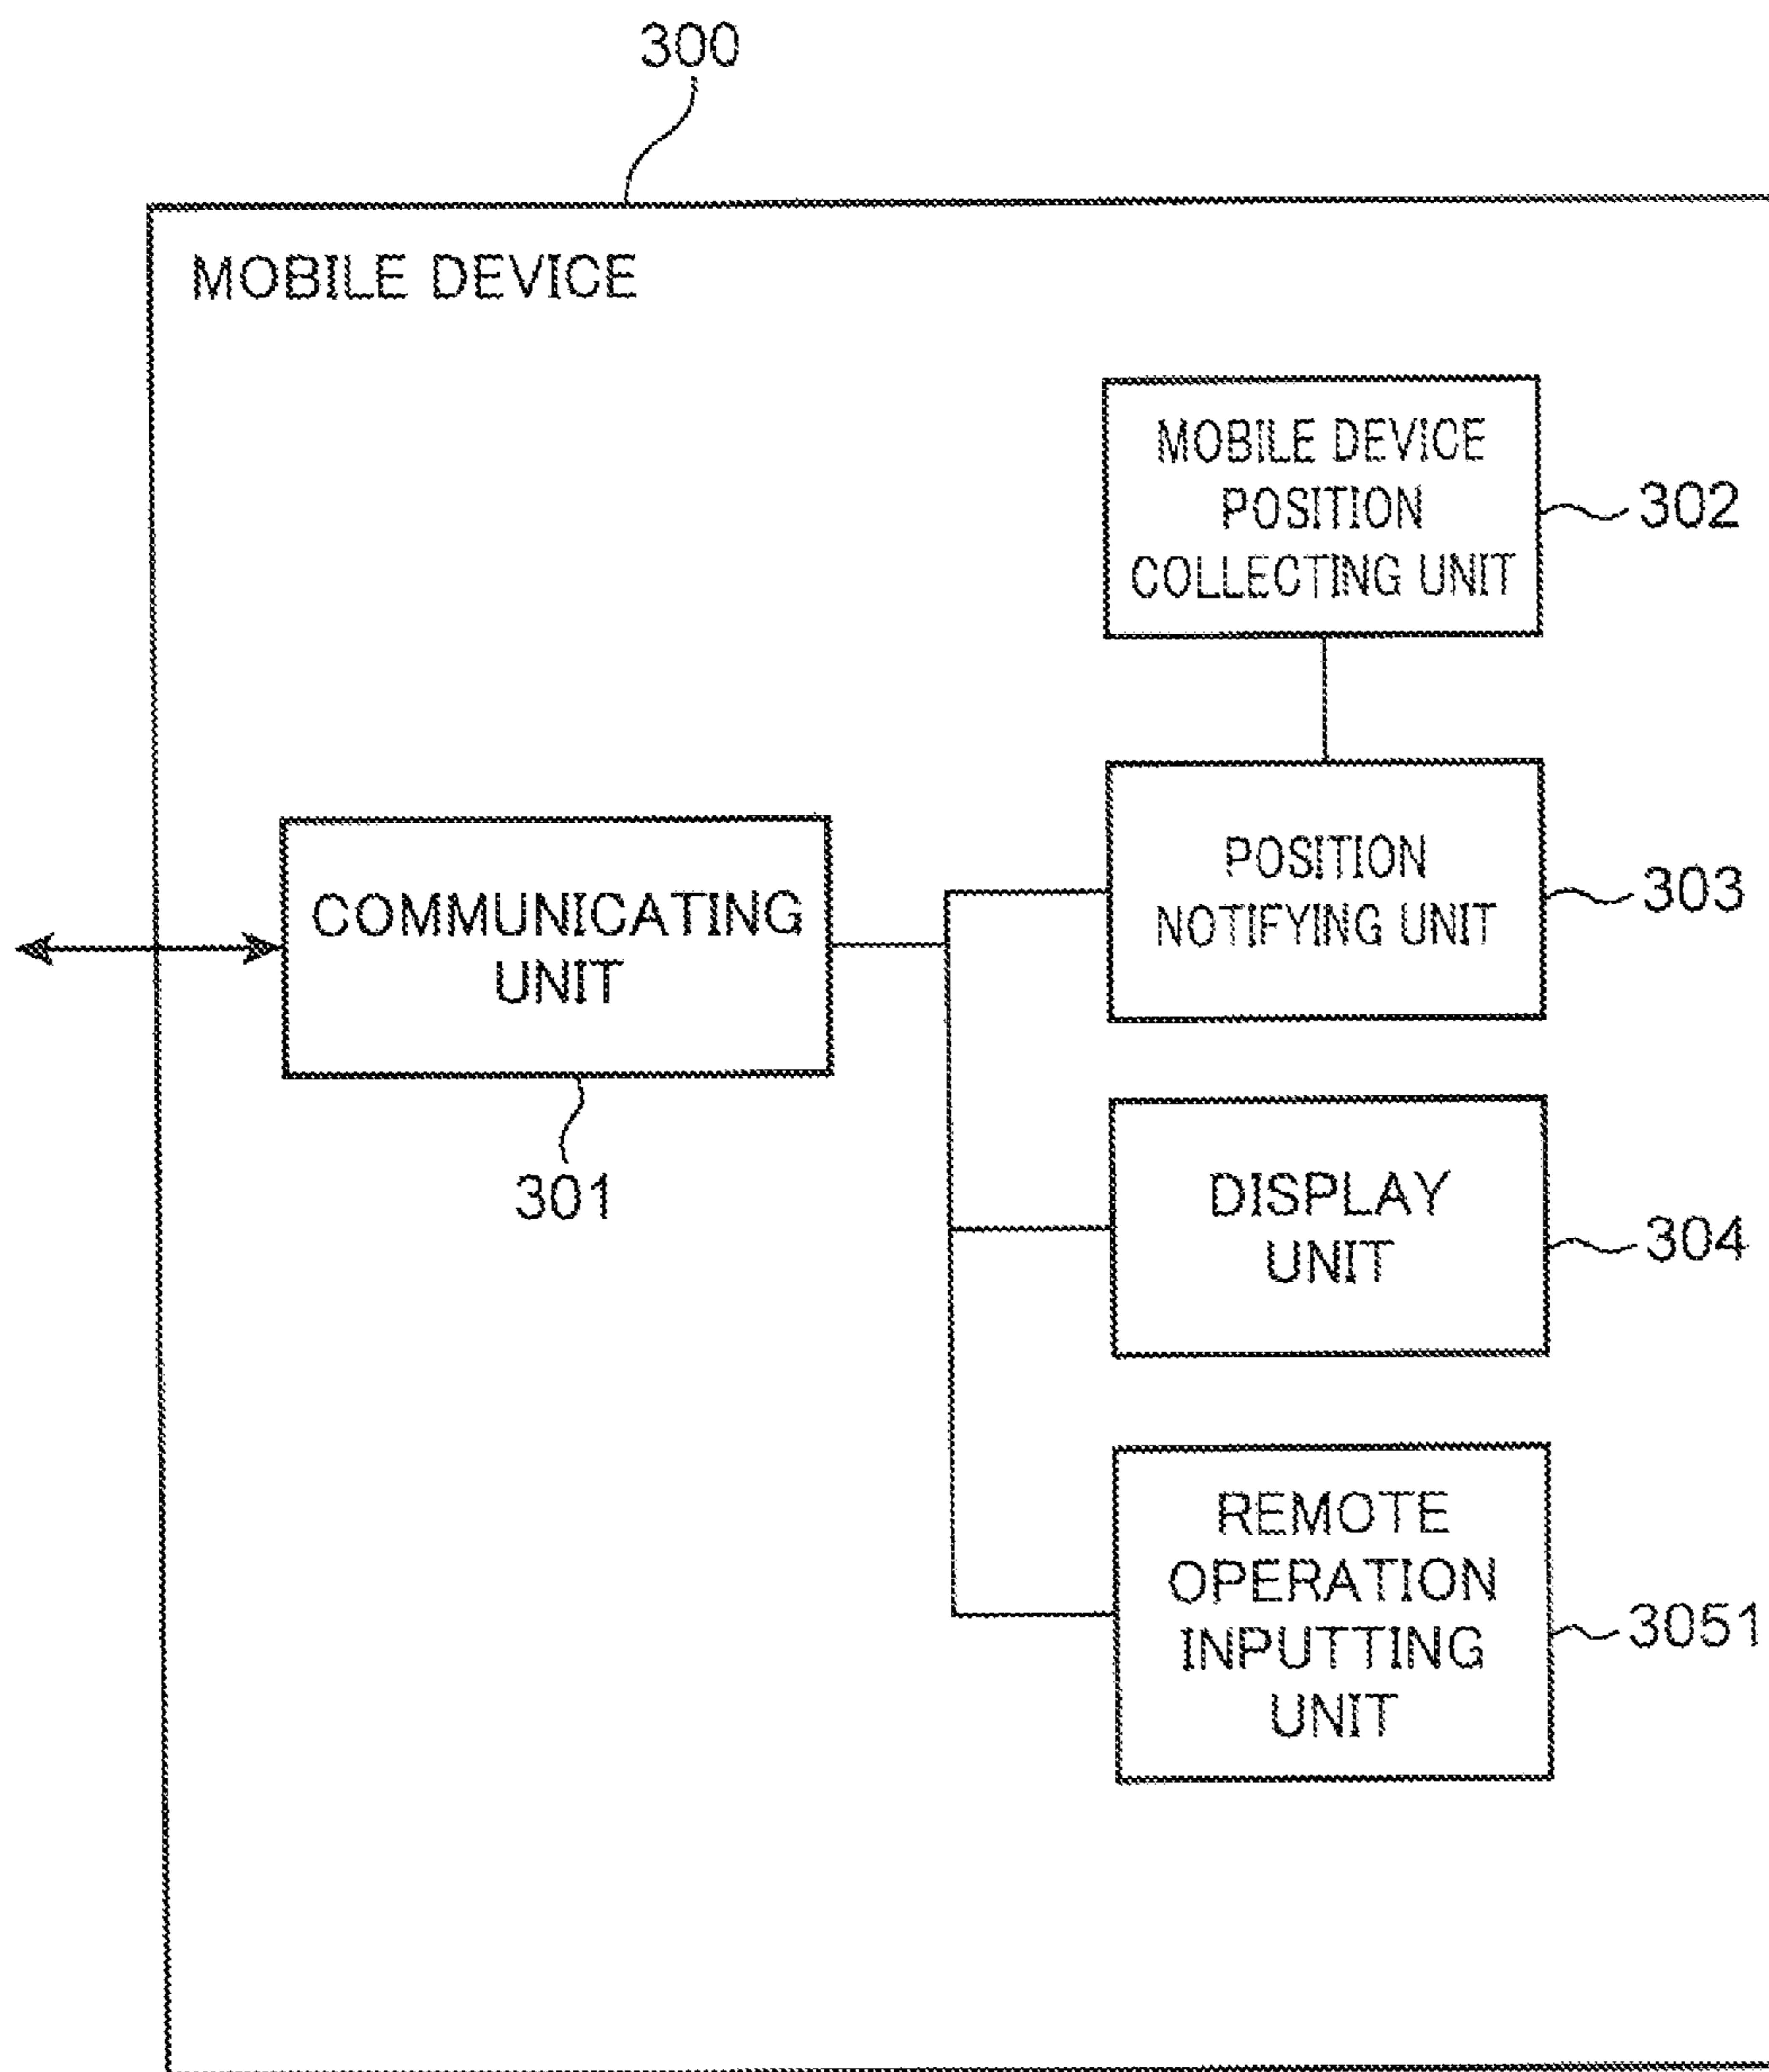 300
MOBILE DEVICE
MOBILE DEVICE
POSITION
COLLECTING UNIT
302
POSITION
NOTIFYING UNIT
303
COMMUNICATING
UNIT
301
DISPLAY
UNIT
304
REMOTE
OPERATION
INPUTTING
UNIT
3051